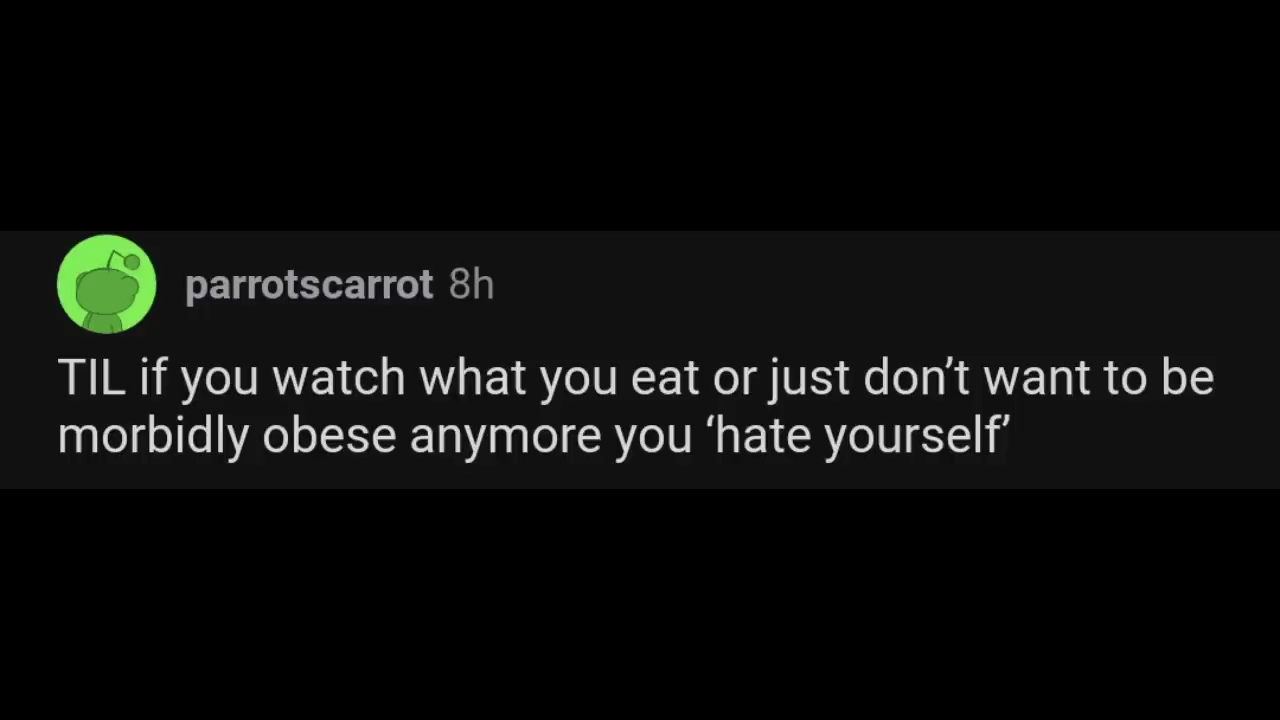 parrotscarrot 8h
TIL if you watch what you eat or just don’t want to be
morbidly obese anymore you ‘hate yourself’